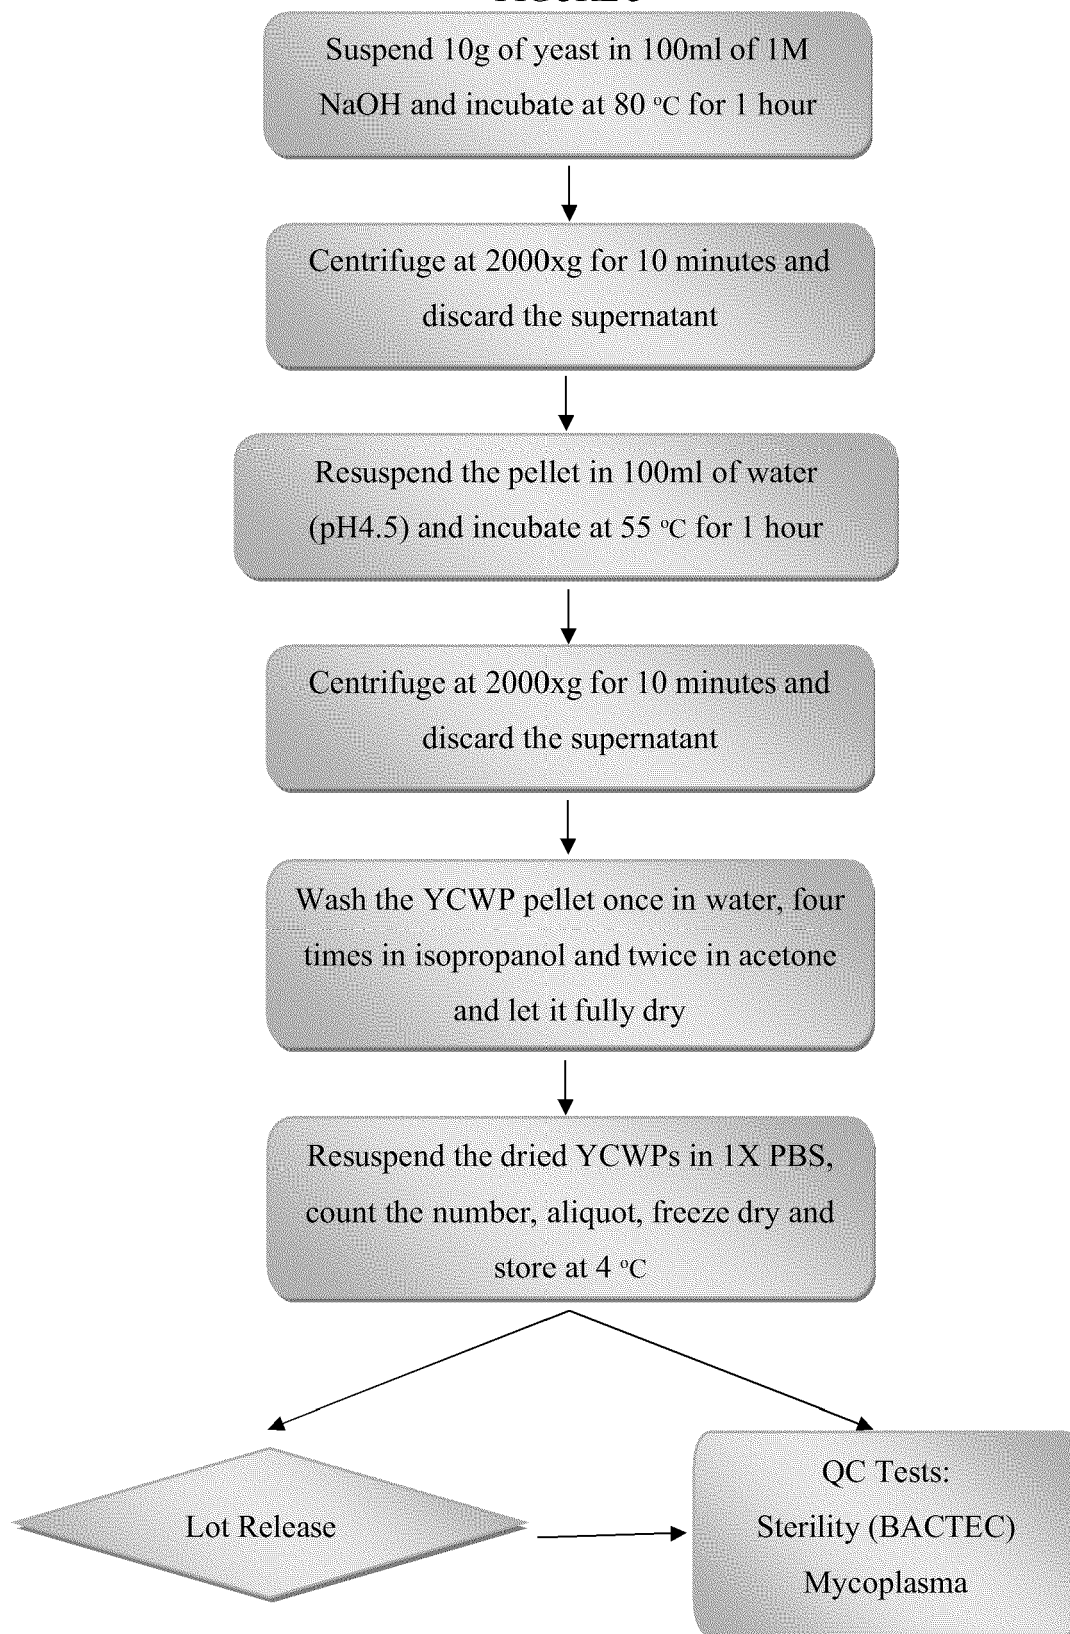 Suspend 10g of yeast in 100ml of 1M
NaOH and incubate at 80 ºC for 1 hour
Centrifuge at 2000xg for 10 minutes and
discard the supernatant
Resuspend the pellet in 100ml of water
(pH4.5) and incubate at 55 ºC for 1 hour
Centrifuge at 2000xg for 10 minutes and
discard the supernatant
Wash the YCWP pellet once in water, four
times in isopropanol and twice in acetone
and let it fully dry
Resuspend the dried YCWPs in 1X PBS,
count the number, aliquot, freeze dry and
store at 4 ºC
Lot Release
QC Tests:
Sterility (BACTEC)
Mycoplasma